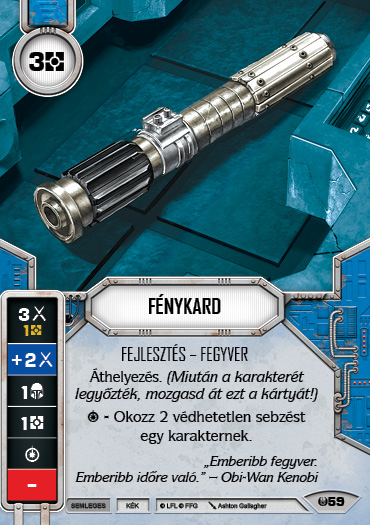 3
FÉNYKARD
FEJLESZTÉS – FEGYVER
Áthelyezés. (Miután a karakterét
legyőzték, mozgasd át ezt a kártyát!)
- Okozz 2 védhetetlen sebzést
egy karakternek.
„Emberibb fegyver.
Emberibb időre való.” – Obi-Wan Kenobi
3
1
+2
1
1
–
SEMLEGES
KÉK
© LFL © FFG
Ashton Gallagher
59